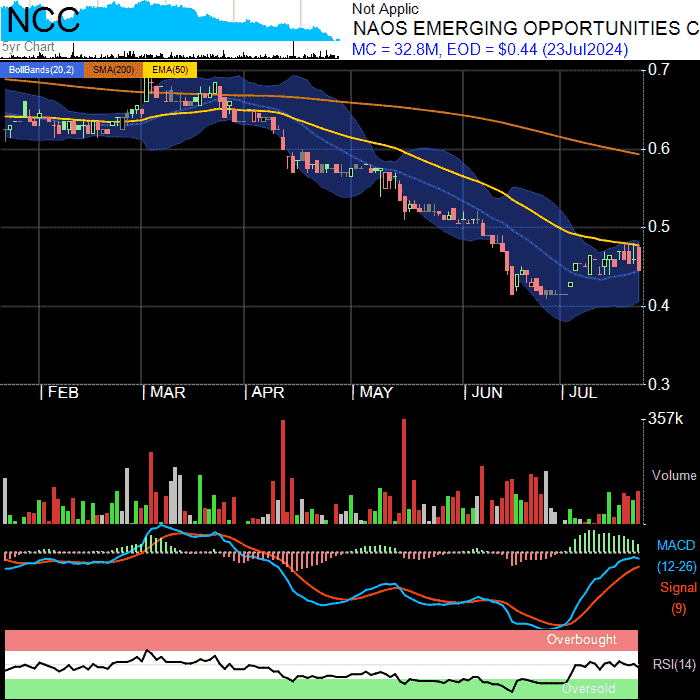 NCC
5yr Chart
Not Applic
NAOS EMERGING OPPORTUNITIES C
MC = 32.8M, EOD = $0.44 (23Jul2024)
BollBands(20,2) SMA(200) EMA(50)
0.7
0.6
0.5
0.4
0.3
FEB MAR APR MAY JUN JUL
357k
Volume
MACD
(12-26)
Signal
(9)
Overbought
RSI(14)
Oversold